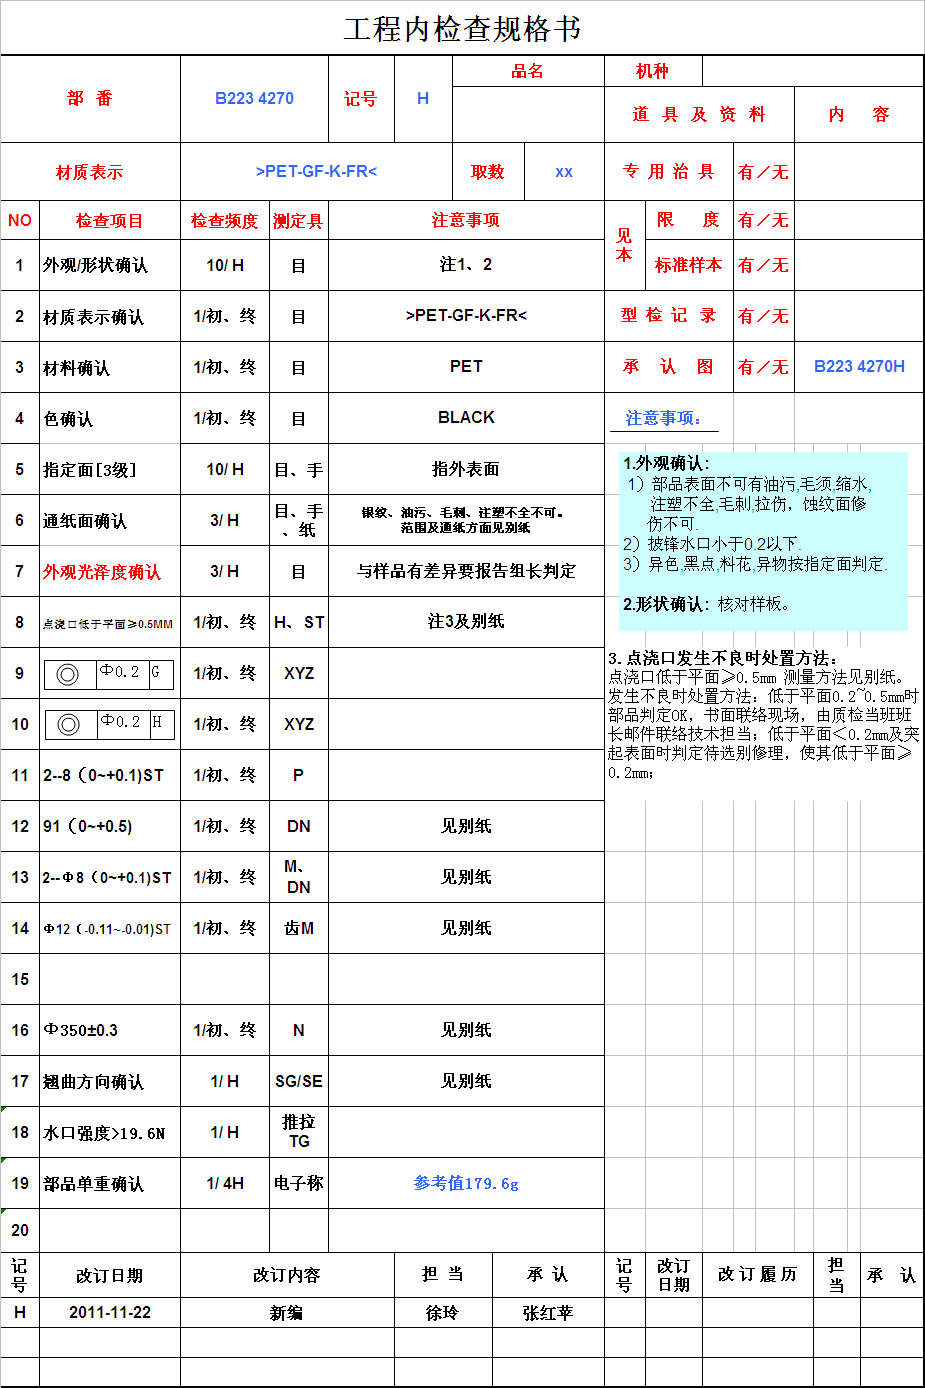 工程内检查规格书
部 番 B223 4270 记号 H 品名 机种
道 具 及 资 料 内 容
材质表示 >PET-GF-K-FR< 取数 xx 专 用 治 具 有／无
NO 检查项目 检查频度 测定具 注意事项 见本 限 度 有／无
1 外观/形状确认 10/ H 目 注1、2 标准样本 有／无
2 材质表示确认 1/初、终 目 >PET-GF-K-FR< 型 检 记 录 有／无
3 材料确认 1/初、终 目 PET 承 认 图 有／无 B223 4270H
4 色确认 1/初、终 目 BLACK 注意事项：
5 指定面[3级] 10/ H 目、手 指外表面
6 通纸面确认 3/ H 目、手、纸 银纹、油污、毛刺、注塑不全不可。
范围及通纸方面见别纸
7 外观光泽度确认 3/ H 目 与样品有差异要报告组长判定
8 点浇口低于平面≥0.5MM 1/初、终 H、ST 注3及别纸
9 ◎ Φ0.2 G 1/初、终 XYZ
10 ◎ Φ0.2 H 1/初、终 XYZ
11 2--8（0~+0.1)ST 1/初、终 P
12 91（0~+0.5) 1/初、终 DN 见别纸
13 2--Φ8（0~+0.1)ST 1/初、终 M、DN 见别纸
14 Φ12（-0.11~-0.01)ST 1/初、终 齿M 见别纸
15
16 Φ350±0.3 1/初、终 N 见别纸
17 翘曲方向确认 1/ H SG/SE 见别纸
18 水口强度>19.6N 1/ H 推拉TG
19 部品单重确认 1/ 4H 电子称 参考值179.6g
20
1.外观确认:
1）部品表面不可有油污,毛须,缩水,
注塑不全,毛刺,拉伤，蚀纹面修
伤不可.
2）披锋水口小于0.2以下.
3）异色,黑点,料花,异物按指定面判定.
2.形状确认: 核对样板。
3.点浇口发生不良时处置方法:
点浇口低于平面≥0.5mm 测量方法见别纸。
发生不良时处置方法：低于平面0.2~0.5mm时
部品判定OK，书面联络现场，由质检当班班
长邮件联络技术担当；低于平面＜0.2mm及突
起表面时判定待选别修理，使其低于平面≥
0.2mm；
记号 改订日期 改订内容 担 当 承 认 记号 改订日期 改 订 履 历 担当 承 认
H 2011-11-22 新编 徐玲 张红苹